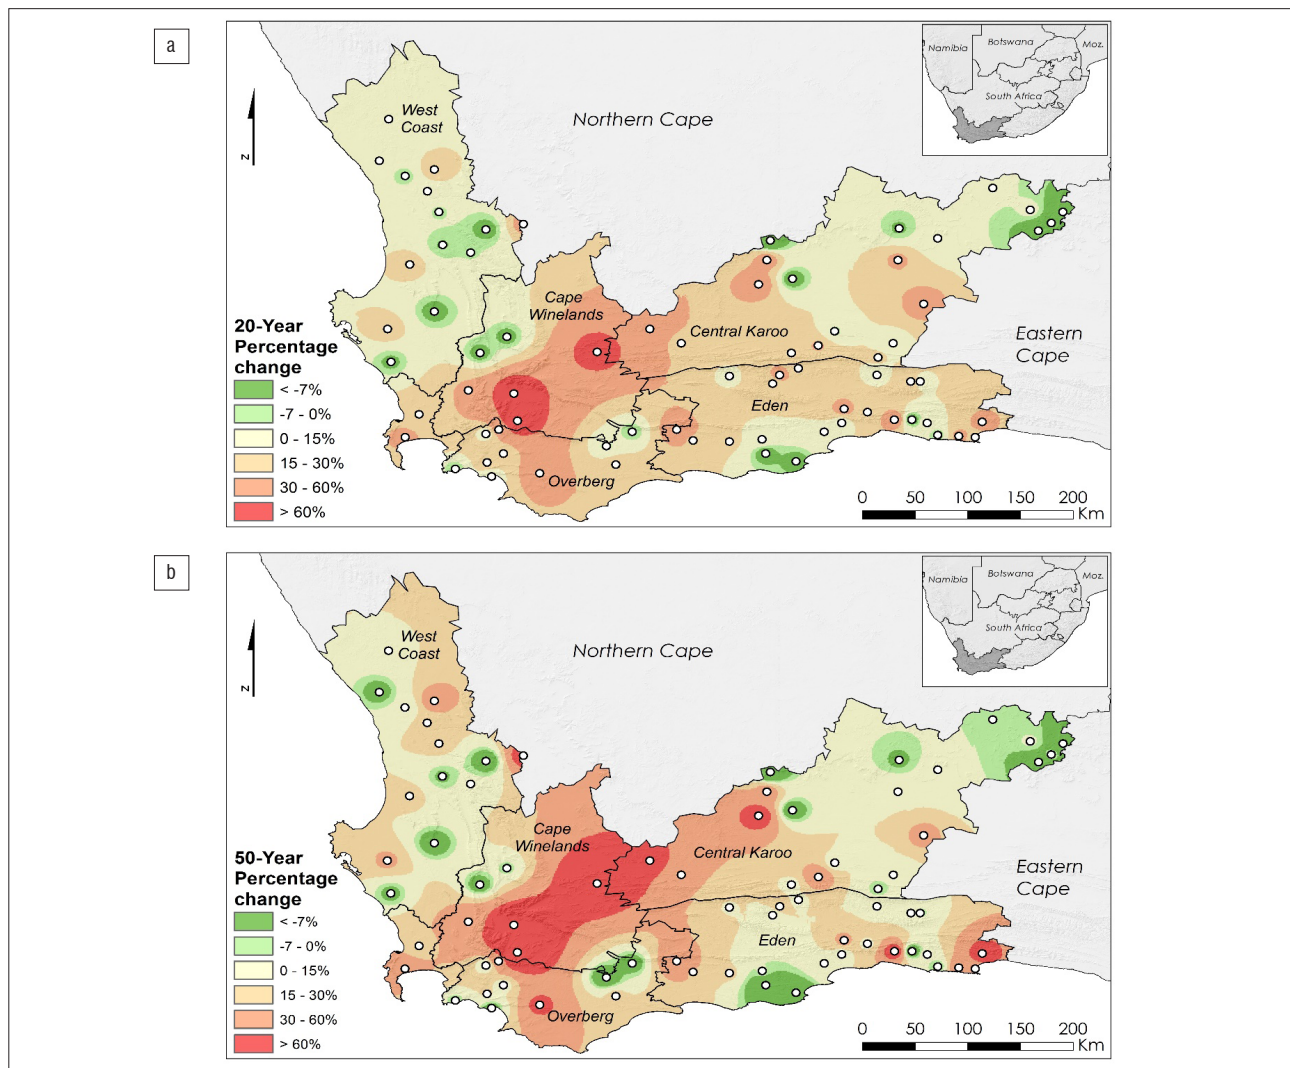 a
Namibia
Botswana
Moz.
South Africa
West
Coast
Northern Cape
N
Cape
Winelands
Central Karoo
Eastern
Cape
Eden
Overberg
20-Year
Percentage
change
< -7%
-7 - 0%
0 - 15%
15 - 30%
30 - 60%
> 60%
0 50 100 150 200
Km
b
Namibia
Botswana
Moz.
South Africa
West
Coast
Northern Cape
N
Cape
Winelands
Central Karoo
Eastern
Cape
Eden
Overberg
50-Year
Percentage
change
< -7%
-7 - 0%
0 - 15%
15 - 30%
30 - 60%
> 60%
0 50 100 150 200
Km